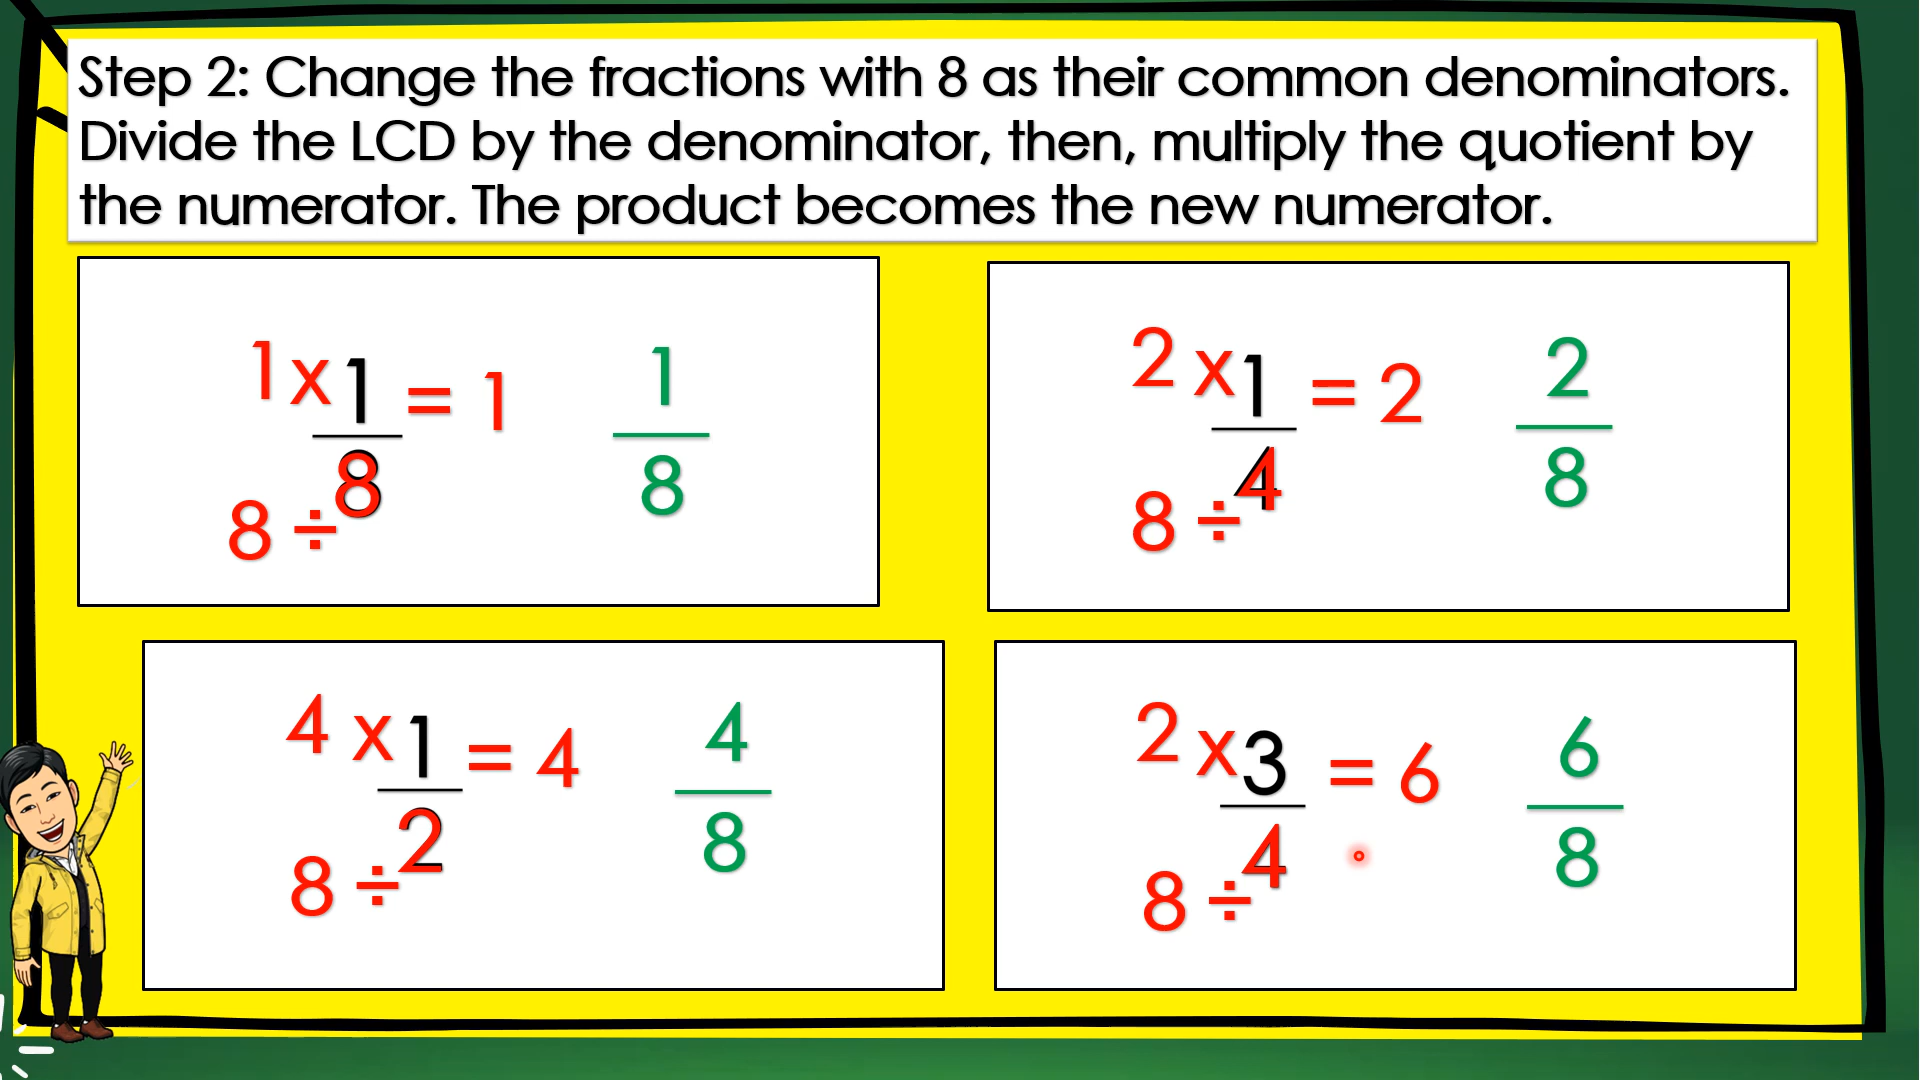 Step 2: Change the fractions with 8 as their common denominators.
Divide the LCD by the denominator, then, multiply the quotient by
the numerator. The product becomes the new numerator.
1 x 1 = 1
8 ÷ 8
1
8
2 x 1 = 2
8 ÷ 4
2
8
4 x 1 = 4
8 ÷ 2
4
8
2 x 3 = 6
8 ÷ 4
6
8